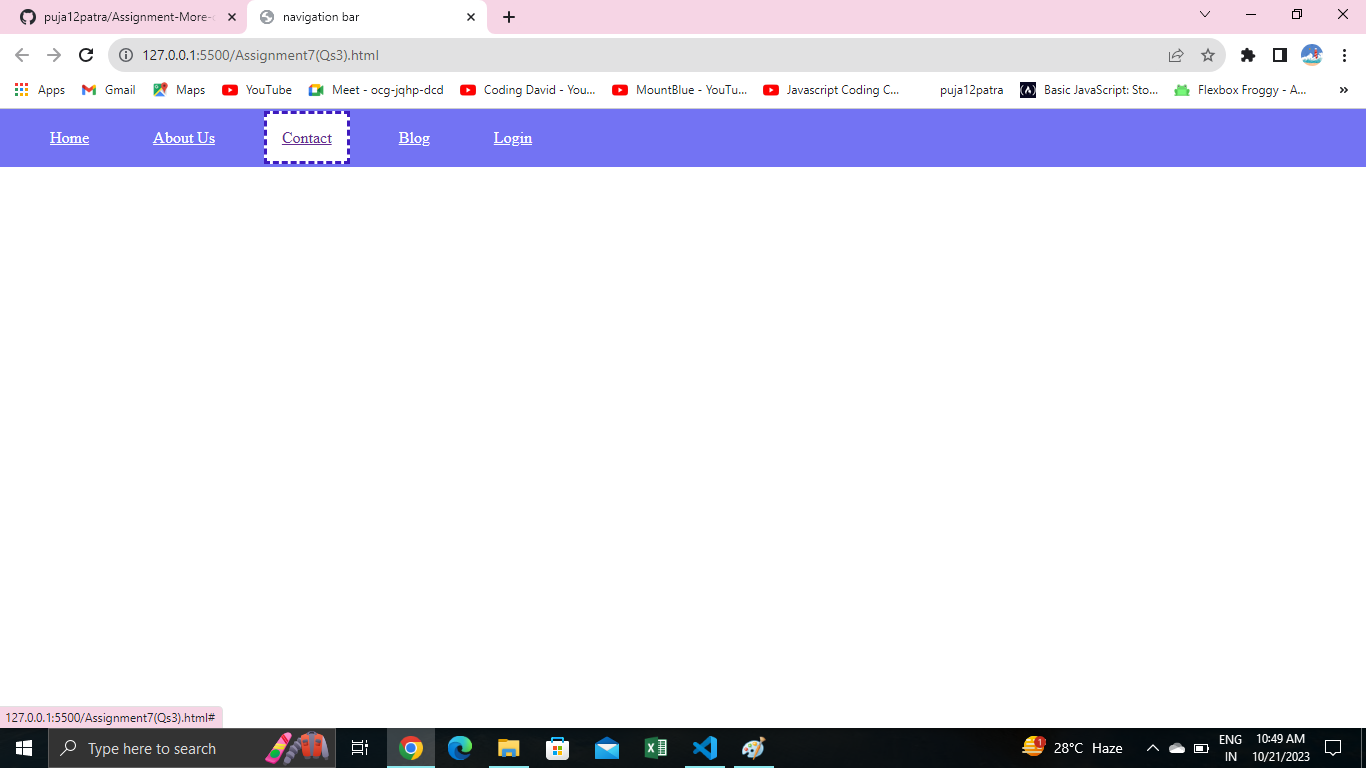 puja12patra/Assignment-More-
navigation bar
127.0.0.1:5500/Assignment7(Qs3).html
Apps Gmail Maps YouTube Meet - ocg-jqhp-dcd Coding David - You... MountBlue - YouTu... Javascript Coding C... puja12patra Basic JavaScript: Sto... Flexbox Froggy - A... »
Home About Us Contact Blog Login
127.0.0.1:5500/Assignment7(Qs3).html#
Type here to search
1
28°C Haze
ENG
IN
10:49 AM
10/21/2023